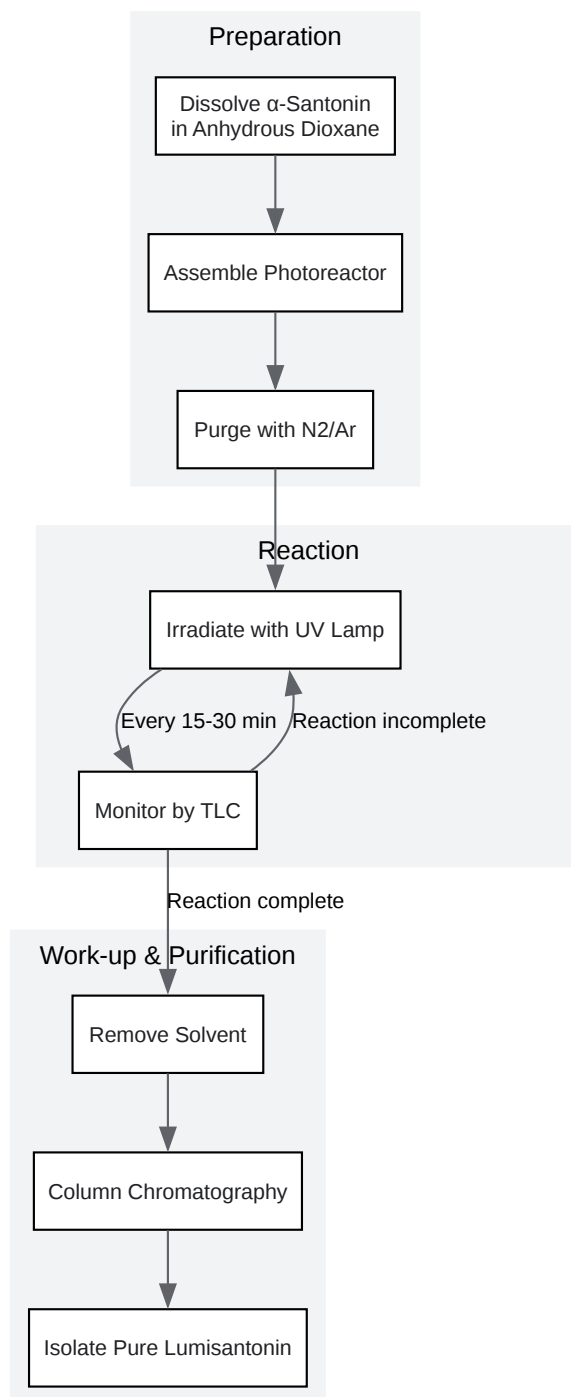 Preparation
Dissolve α-Santonin
in Anhydrous Dioxane
Assemble Photoreactor
Purge with N2/Ar
Reaction
Irradiate with UV Lamp
Every 15-30 min
Reaction incomplete
Monitor by TLC
Reaction complete
Work-up & Purification
Remove Solvent
Column Chromatography
Isolate Pure Lumisantonin